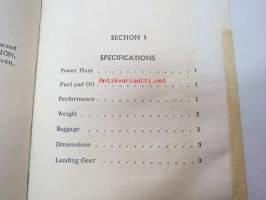 SECTION I
SPECIFICATIONS
Power Plant . . . . . . . . . . . . 1
Fuel and Oil . . . . . . . . . . . . 1
Antikvariaatti.net
Performance . . . . . . . . . . . . 1
Weight . . . . . . . . . . . . 2
Baggage . . . . . . . . . . . . 3
Dimensions . . . . . . . . . . . . 3
Landing Gear . . . . . . . . . . . . 3